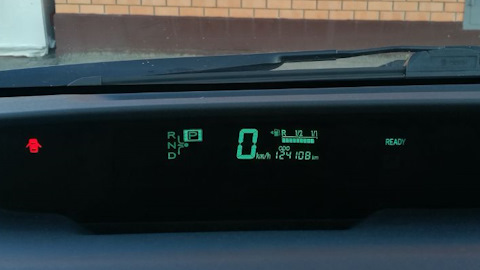 R P
N
D
0 km/h
R 1/2 1/1
ODO
124108 km
READY